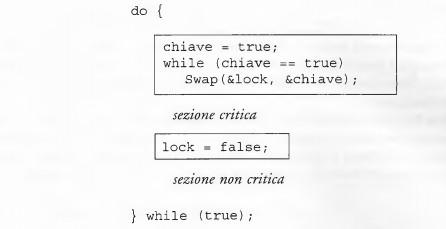 do {
chiave = true;
while (chiave == true)
Swap(&lock, &chiave);
sezione critica
lock = false;
sezione non critica
} while (true);